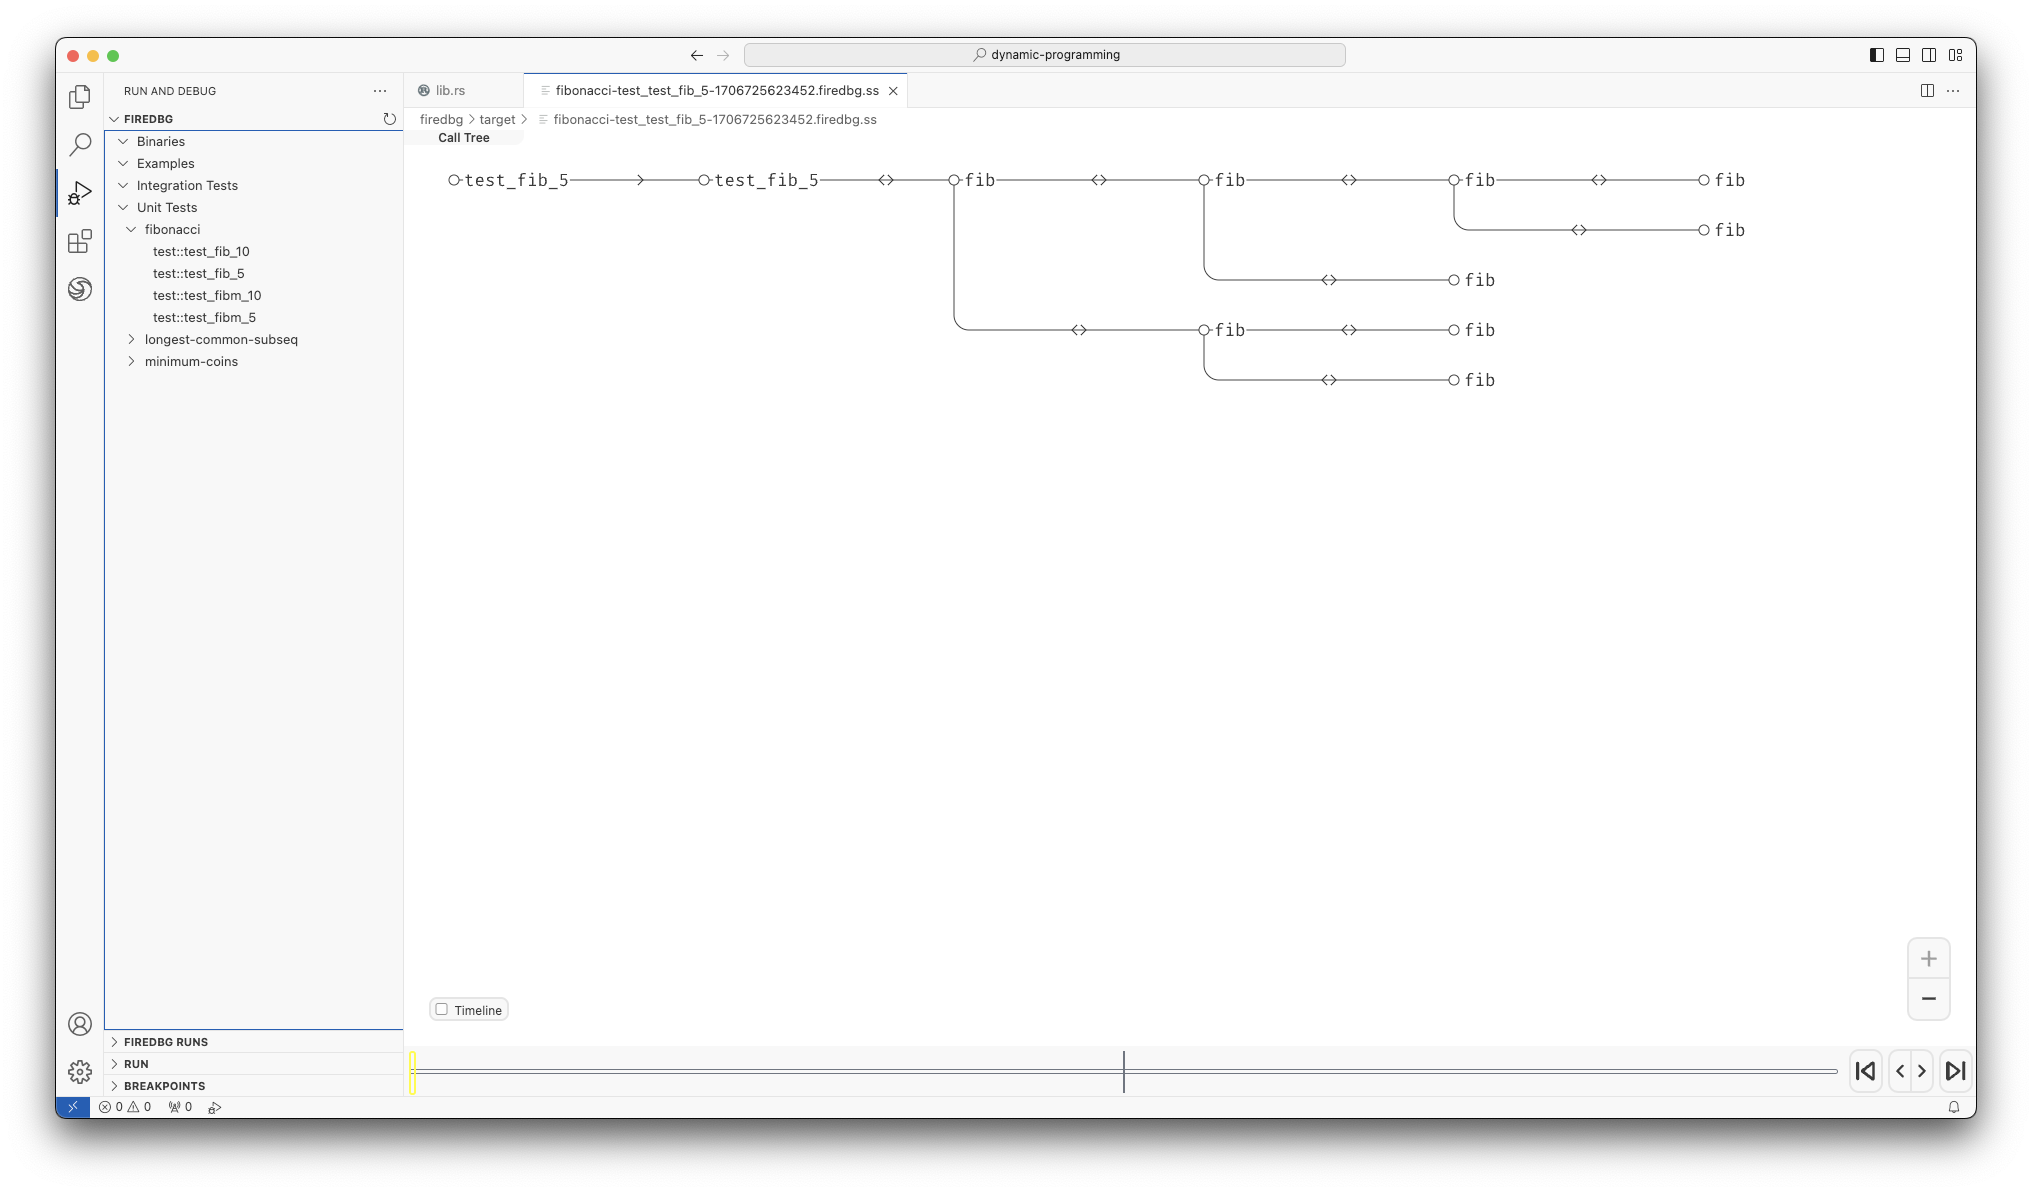 dynamic-programming
RUN AND DEBUG
FIREDBG
Binaries
Examples
Integration Tests
Unit Tests
fibonacci
test::test_fib_10
test::test_fib_5
test::test_fibm_10
test::test_fibm_5
longest-common-subseq
minimum-coins
FIREDBG RUNS
RUN
BREAKPOINTS
lib.rs
fibonacci-test_test_fib_5-1706725623452.firedbg.ss
firedbg > target > fibonacci-test_test_fib_5-1706725623452.firedbg.ss
Call Tree
test_fib_5 test_fib_5 fib fib fib fib
fib
fib
fib fib
fib
Timeline
0 0 0